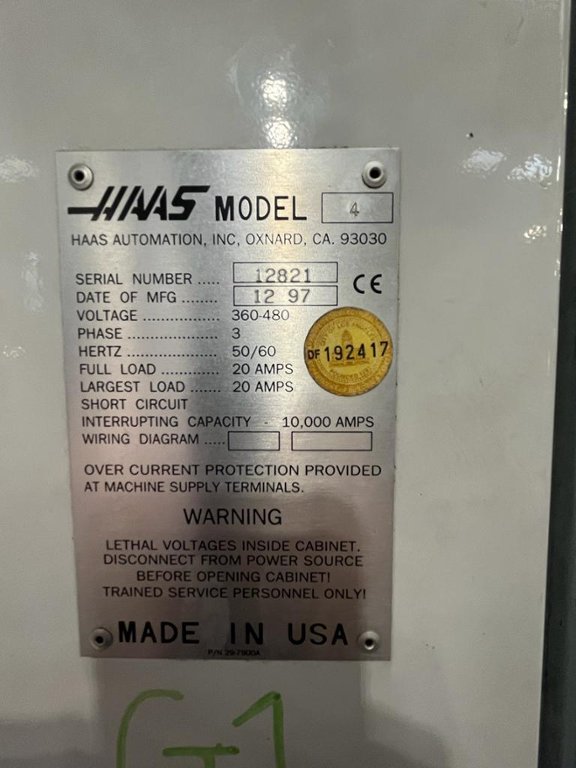 HAAS MODEL 4
HAAS AUTOMATION, INC, OXNARD, CA. 93030
SERIAL NUMBER ..... 12821
CE
DATE OF MFG ........ 12 97
VOLTAGE ................ 360-480
PHASE .................... 3
HERTZ .................... 50/60
DF 192417
FULL LOAD ............. 20 AMPS
LARGEST LOAD ....... 20 AMPS
SHORT CIRCUIT
INTERRUPTING CAPACITY - 10,000 AMPS
WIRING DIAGRAM .....
OVER CURRENT PROTECTION PROVIDED
AT MACHINE SUPPLY TERMINALS.
WARNING
LETHAL VOLTAGES INSIDE CABINET.
DISCONNECT FROM POWER SOURCE
BEFORE OPENING CABINET!
TRAINED SERVICE PERSONNEL ONLY!
MADE IN USA
P/N 29-7800A
G1